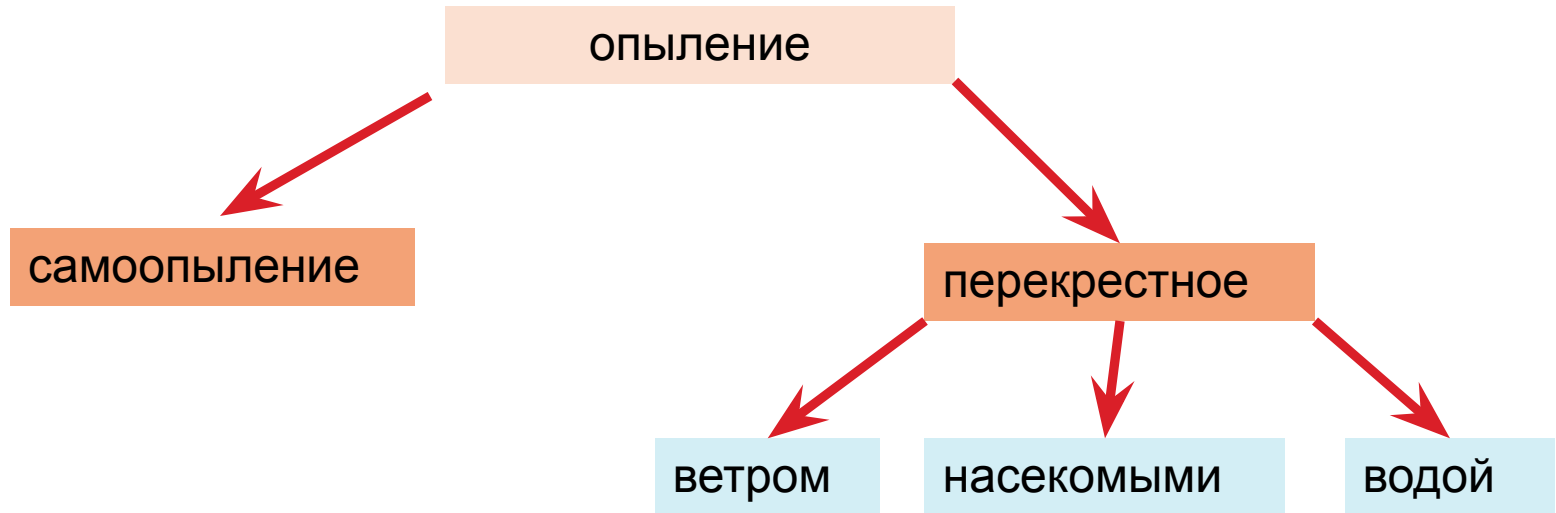 опыление
самоопыление
перекрестное
ветром
насекомыми
водой